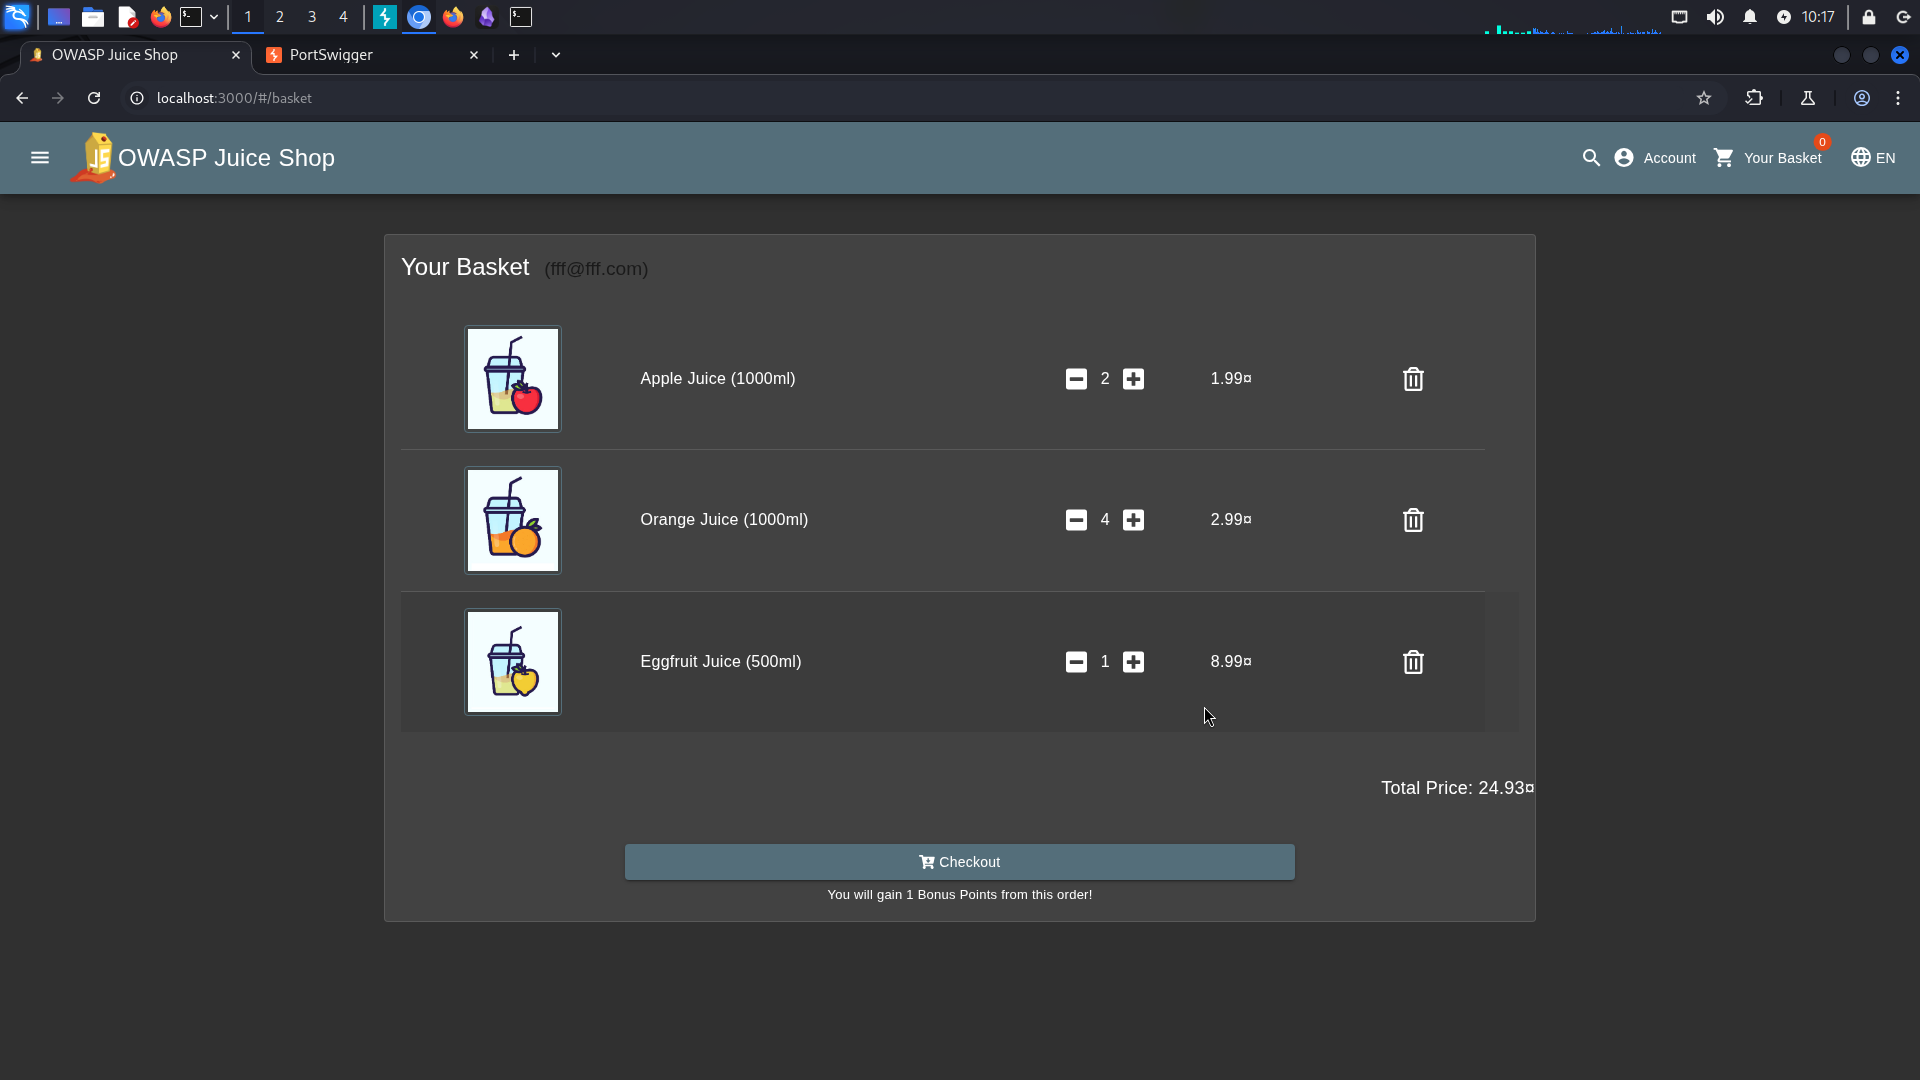 1 2 3 4 10:17
OWASP Juice Shop PortSwigger
localhost:3000/#/basket
JS OWASP Juice Shop Account Your Basket 0 EN
Your Basket (fff@fff.com)
Apple Juice (1000ml) 2 1.99¤
Orange Juice (1000ml) 4 2.99¤
Eggfruit Juice (500ml) 1 8.99¤
Total Price: 24.93¤
Checkout
You will gain 1 Bonus Points from this order!